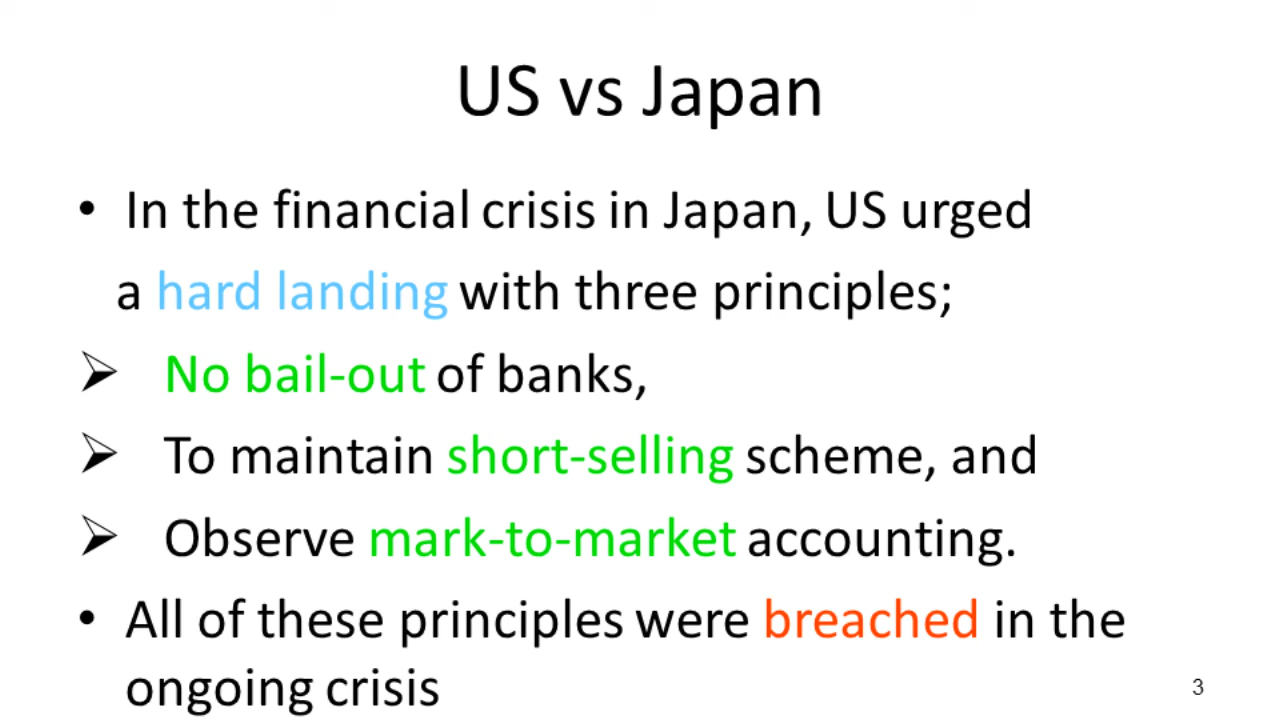 US vs Japan
• In the financial crisis in Japan, US urged
a hard landing with three principles;
➢ No bail-out of banks,
➢ To maintain short-selling scheme, and
➢ Observe mark-to-market accounting.
• All of these principles were breached in the
ongoing crisis
3